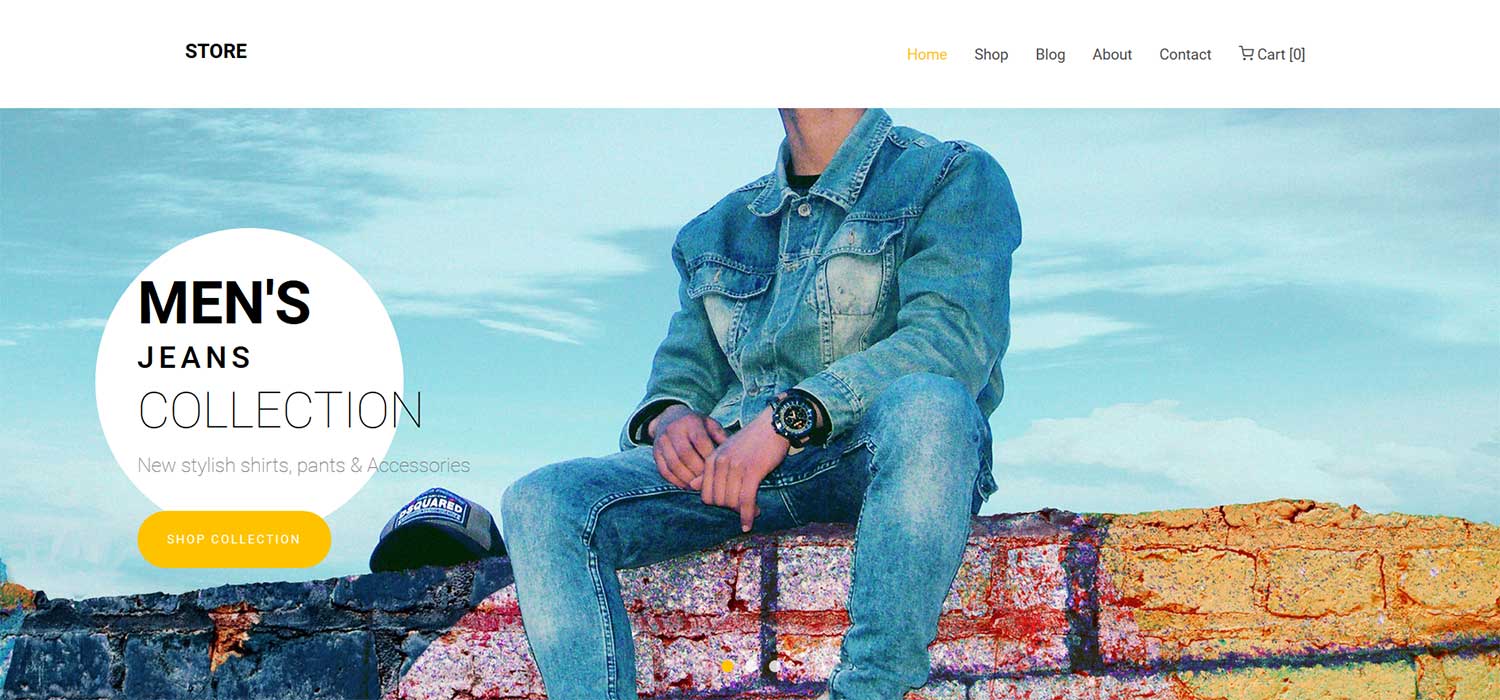 STORE
Home Shop Blog About Contact Cart [0]
MEN'S
JEANS
COLLECTION
New stylish shirts, pants & Accessories
SHOP COLLECTION
DSQUARED